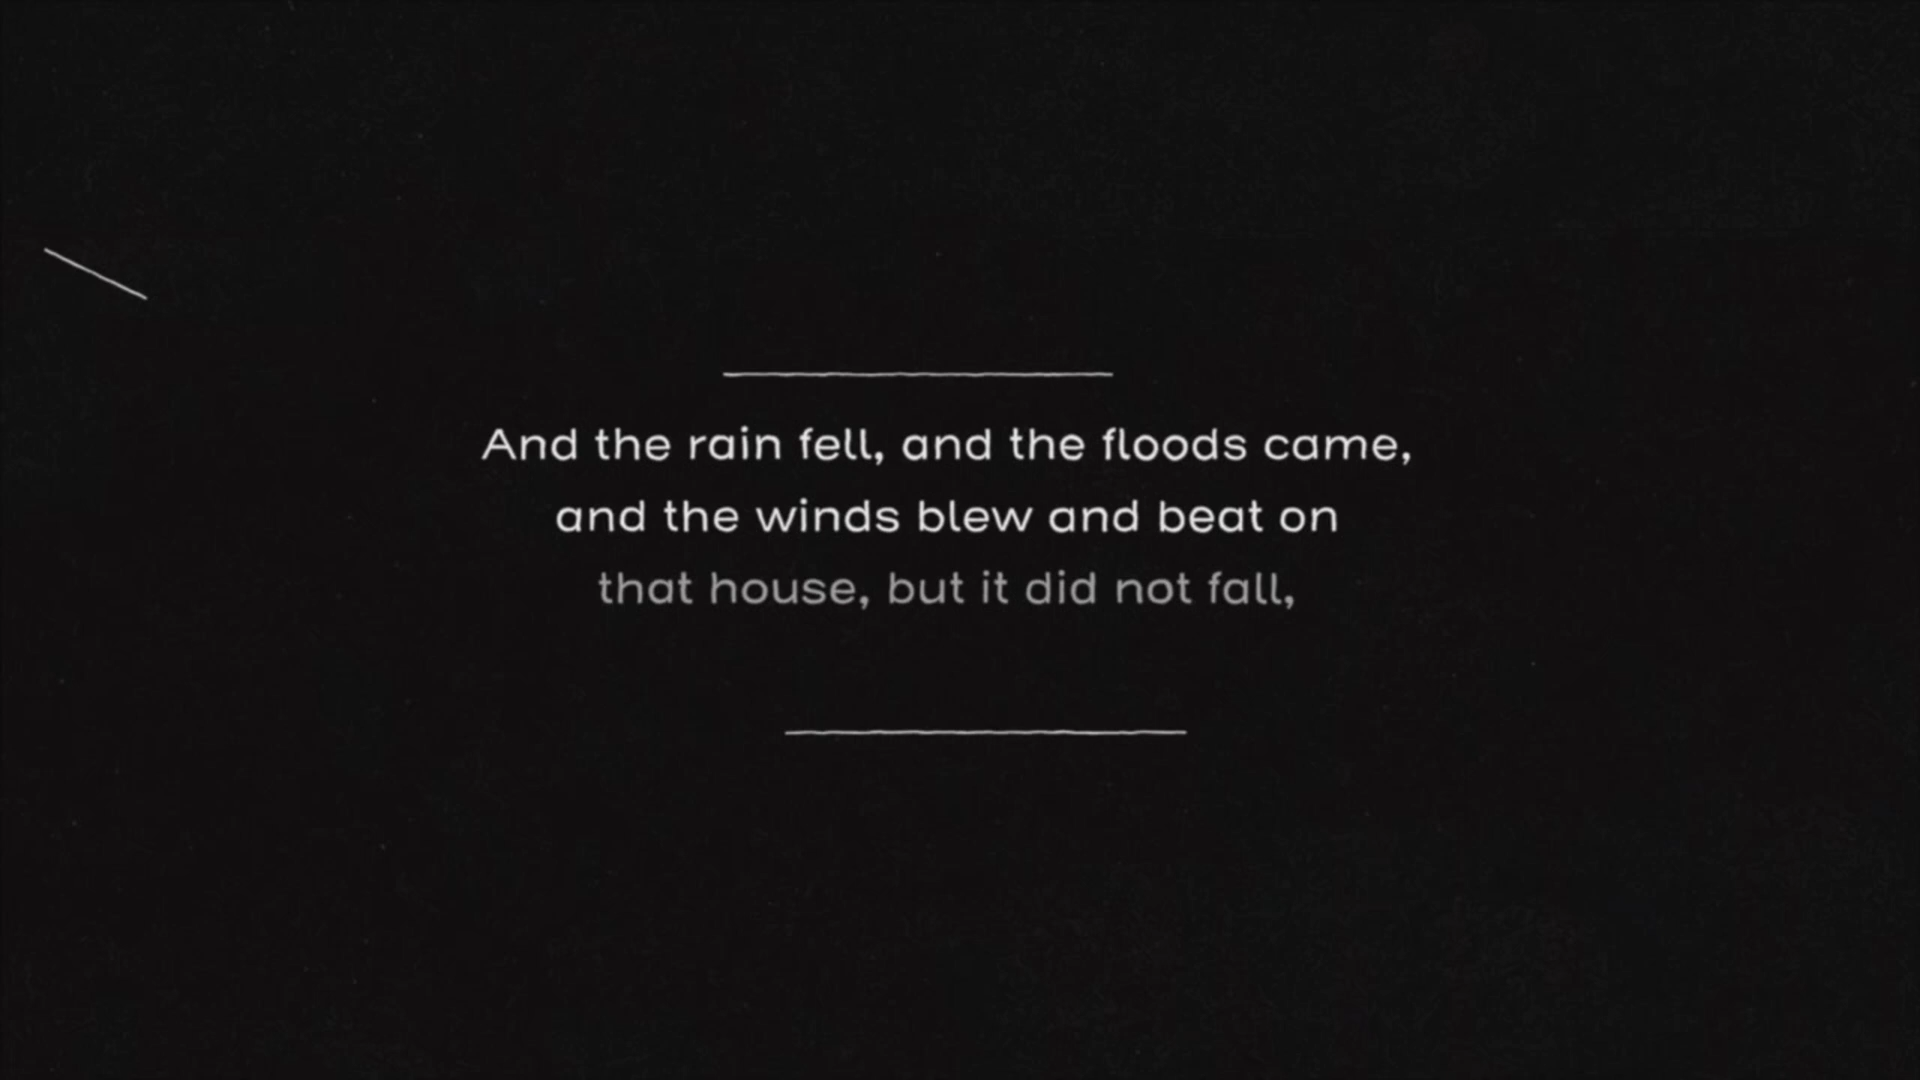 And the rain fell, and the floods came,
and the winds blew and beat on
that house, but it did not fall,